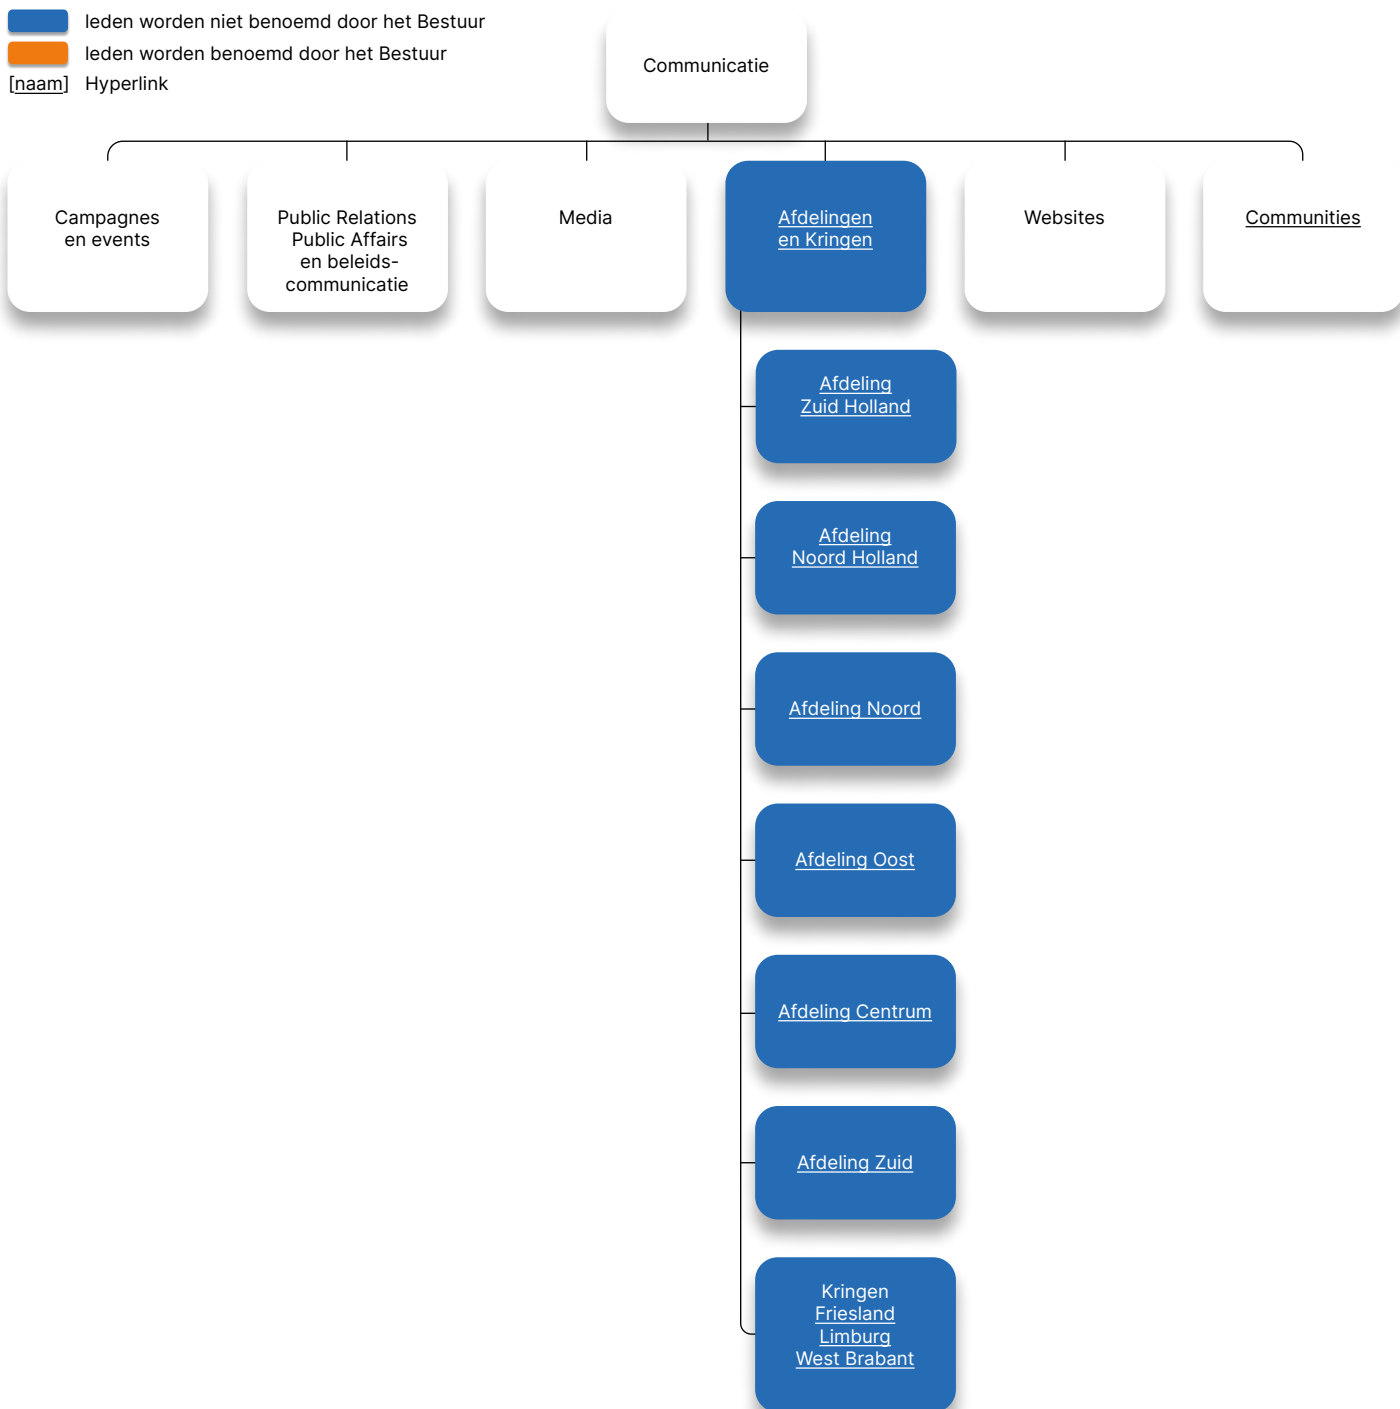 leden worden niet benoemd door het Bestuur
leden worden benoemd door het Bestuur
[naam] Hyperlink
Communicatie
Campagnes
en events
Public Relations
Public Affairs
en beleids-
communicatie
Media
Afdelingen
en Kringen
Websites
Communities
Afdeling
Zuid Holland
Afdeling
Noord Holland
Afdeling Noord
Afdeling Oost
Afdeling Centrum
Afdeling Zuid
Kringen
Friesland
Limburg
West Brabant